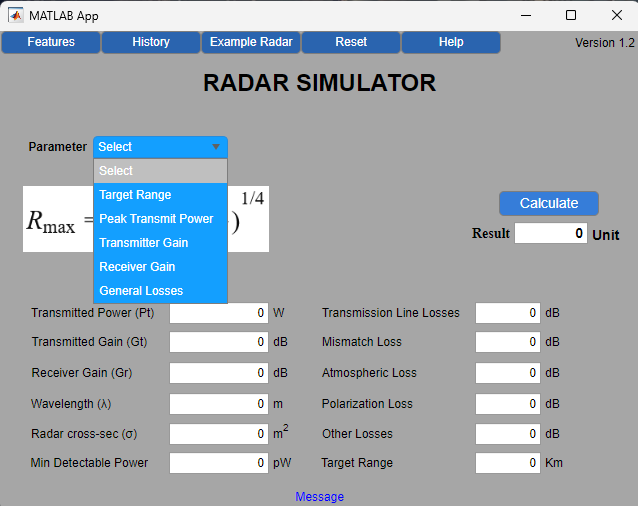 MATLAB App
Features History Example Radar Reset Help Version 1.2
RADAR SIMULATOR
Parameter Select
Select
Target Range
Peak Transmit Power
Transmitter Gain
Receiver Gain
General Losses
Rmax = )1/4
Calculate
Result 0 Unit
Transmitted Power (Pt) 0 W Transmission Line Losses 0 dB
Transmitted Gain (Gt) 0 dB Mismatch Loss 0 dB
Receiver Gain (Gr) 0 dB Atmospheric Loss 0 dB
Wavelength (λ) 0 m Polarization Loss 0 dB
Radar cross-sec (σ) 0 m2 Other Losses 0 dB
Min Detectable Power 0 pW Target Range 0 Km
Message